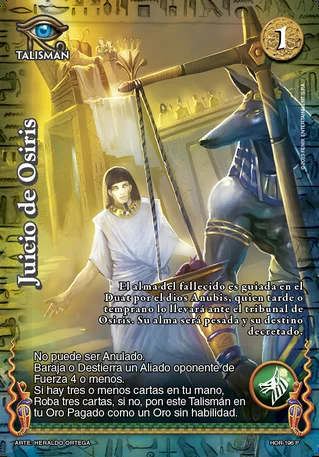 TALISMÁN
1
Juicio de Osiris
©2023 FENIX ENTERTAINMENT S.P.A
El alma del fallecido es guiada en el
Duat por el dios Anubis, quien tarde o
temprano lo llevará ante el tribunal de
Osiris. Su alma será pesada y su destino
decretado.
No puede ser Anulado.
Baraja o Destierra un Aliado oponente de
Fuerza 4 o menos.
Si hay tres o menos cartas en tu mano,
Roba tres cartas, si no, pon este Talismán en
tu Oro Pagado como un Oro sin habilidad.
ARTE: HERALDO ORTEGA
HOR-196 P